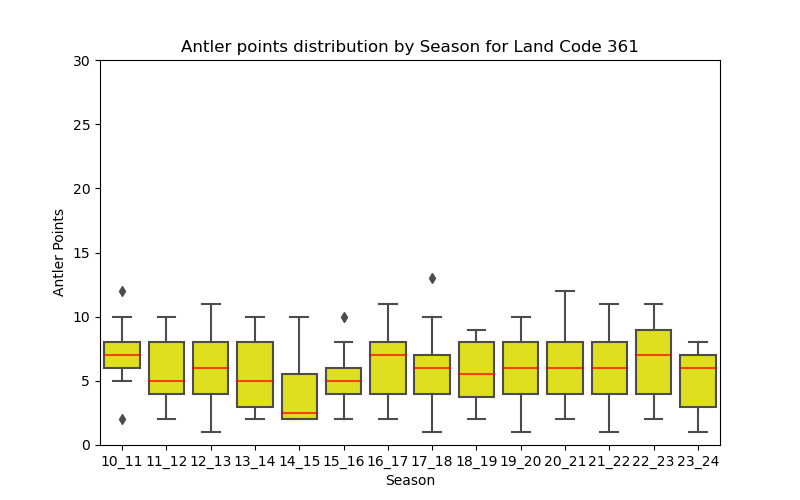 Antler points distribution by Season for Land Code 361
30
25
20
15
10
5
0
Antler Points
10_11 11_12 12_13 13_14 14_15 15_16 16_17 17_18 18_19 19_20 20_21 21_22 22_23 23_24
Season